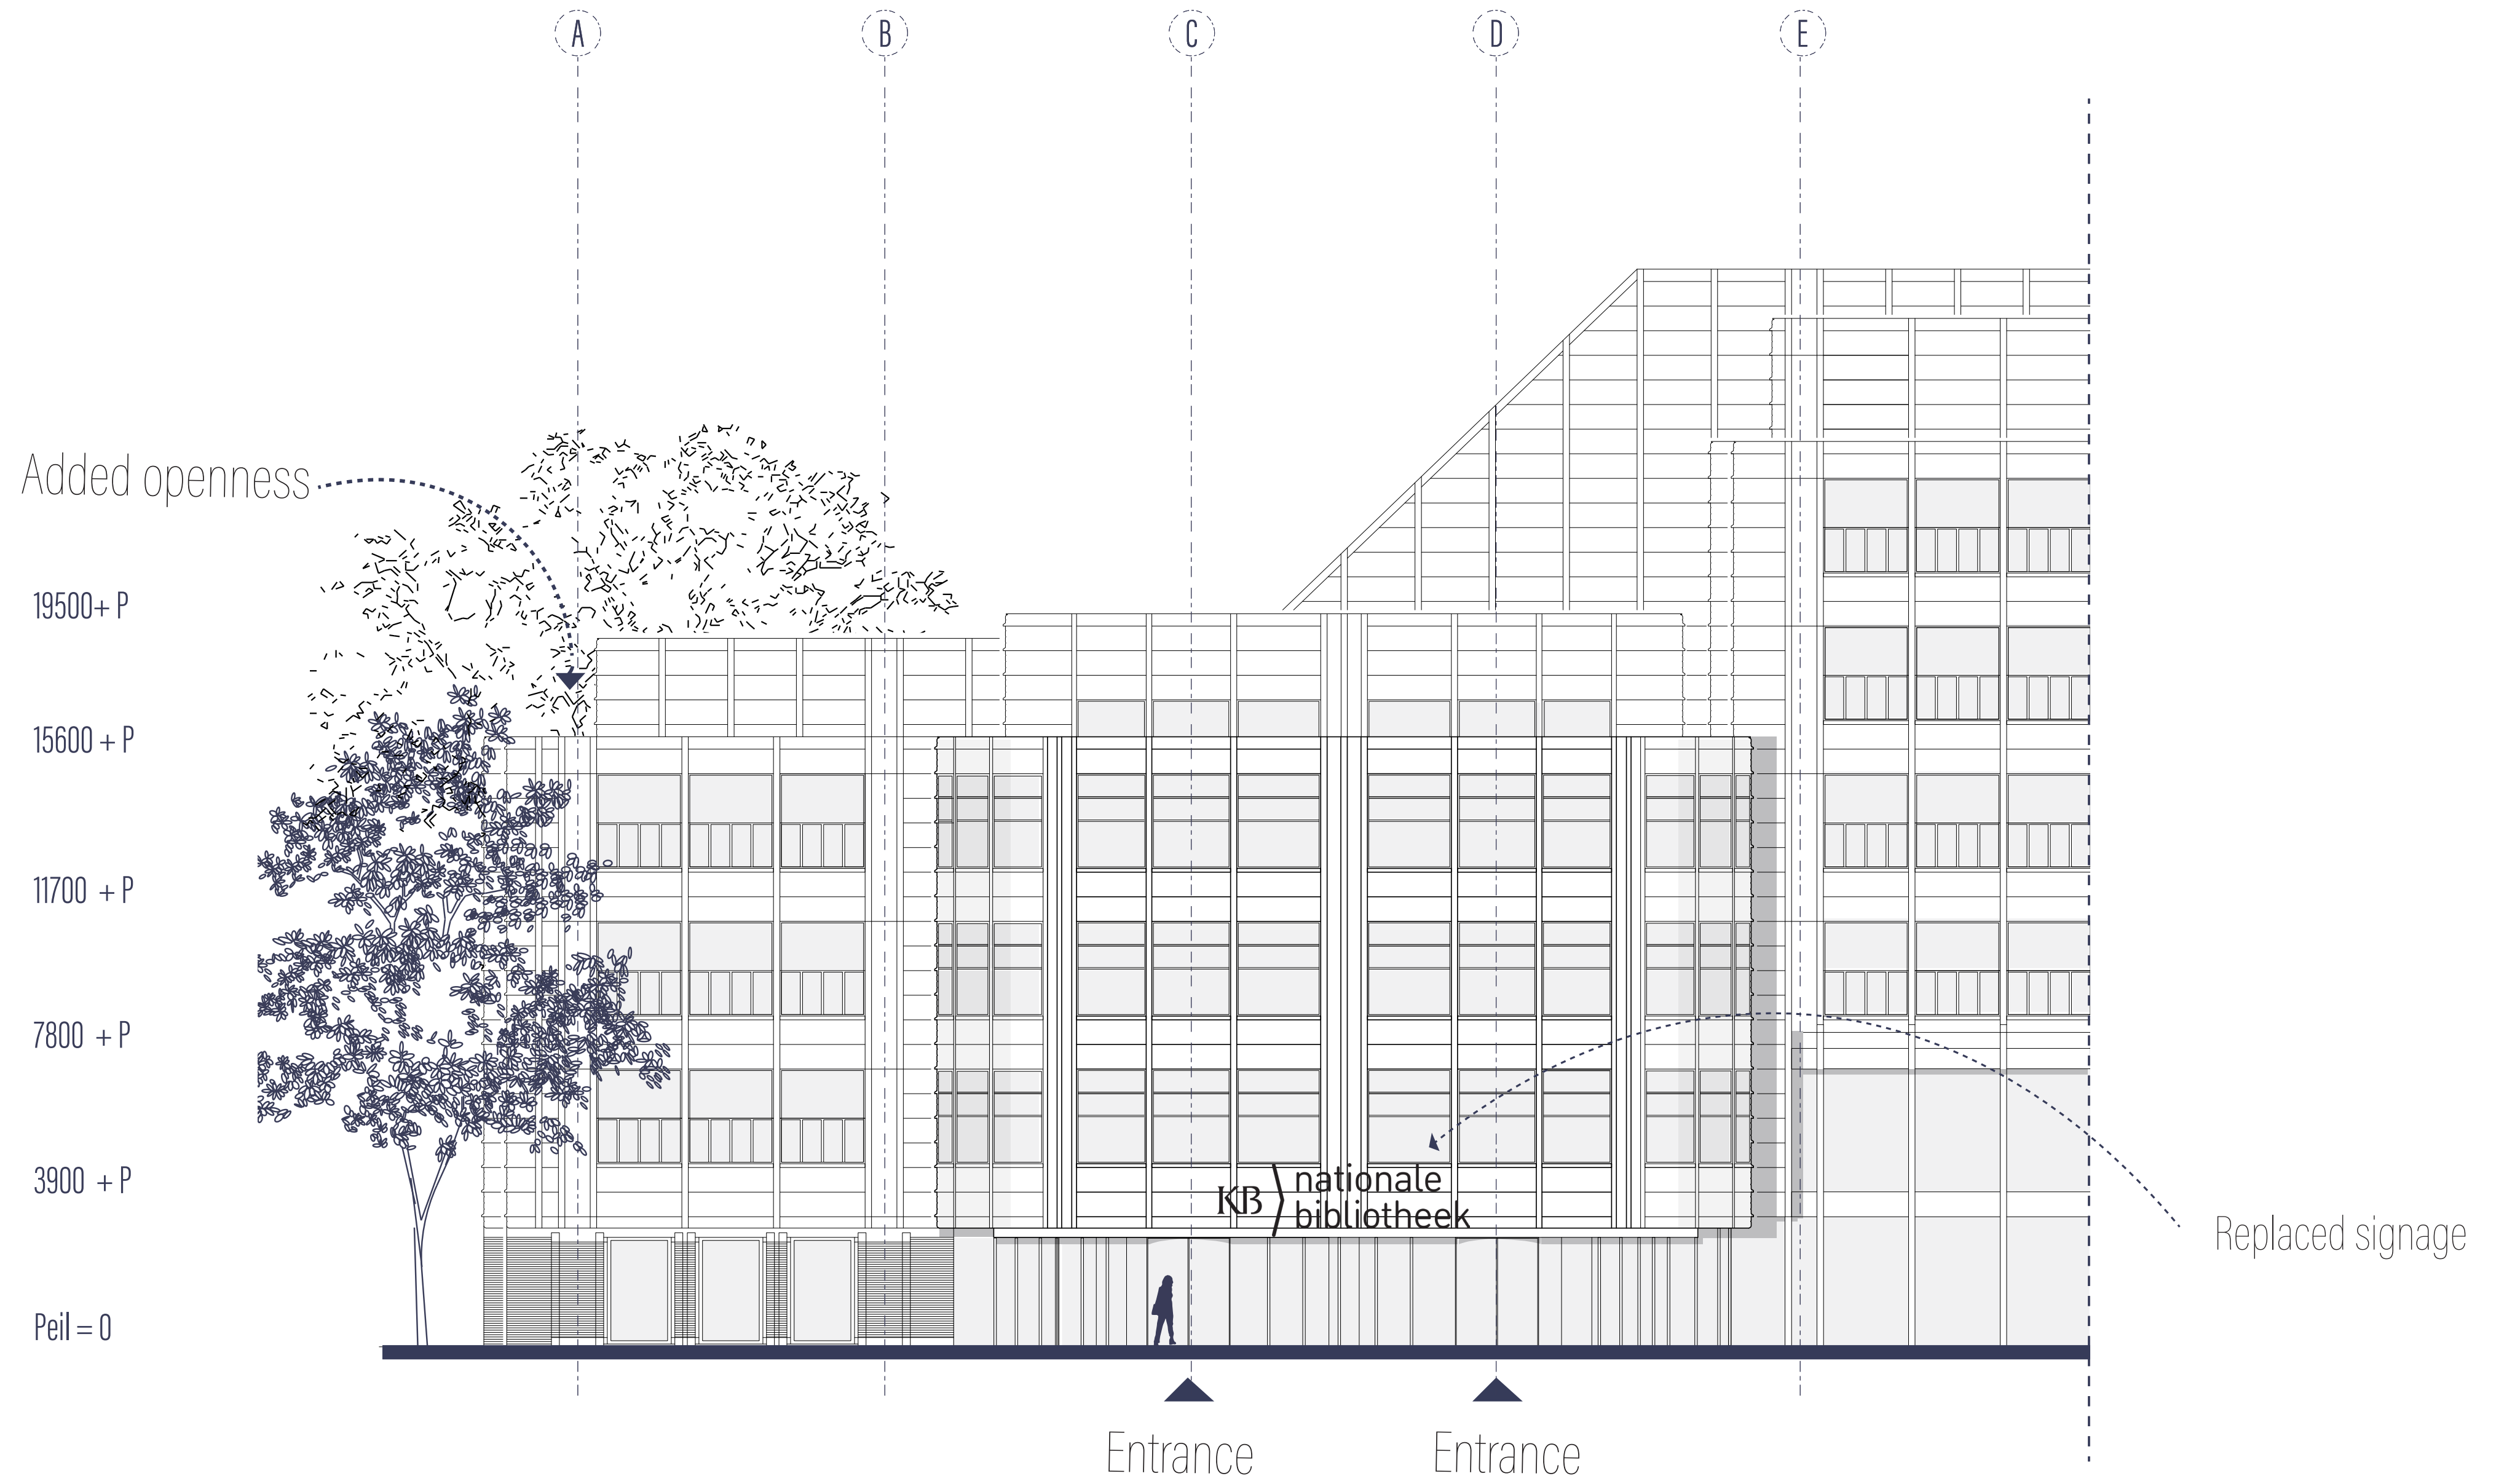 A
B
C
D
E
Added openness
19500+ P
15600 + P
11700 + P
7800 + P
3900 + P
Peil = 0
KB
nationale
bibliotheek
Replaced signage
Entrance
Entrance